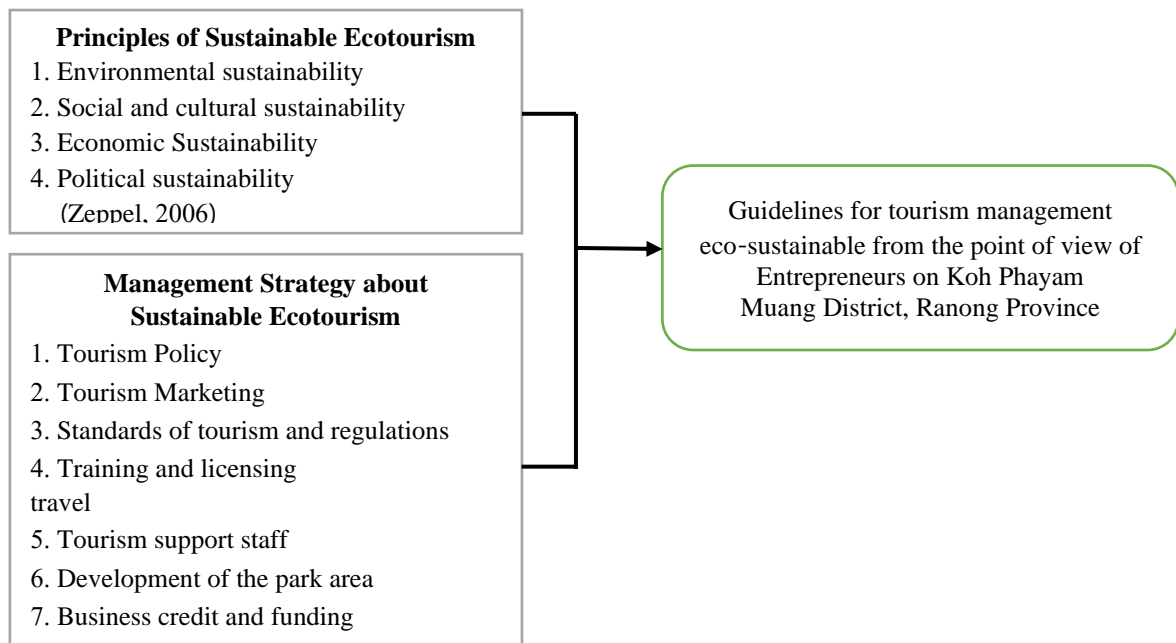 Principles of Sustainable Ecotourism
1. Environmental sustainability
2. Social and cultural sustainability
3. Economic Sustainability
4. Political sustainability
(Zeppel, 2006)
Management Strategy about
Sustainable Ecotourism
1. Tourism Policy
2. Tourism Marketing
3. Standards of tourism and regulations
4. Training and licensing
travel
5. Tourism support staff
6. Development of the park area
7. Business credit and funding
Guidelines for tourism management
eco-sustainable from the point of view of
Entrepreneurs on Koh Phayam
Muang District, Ranong Province